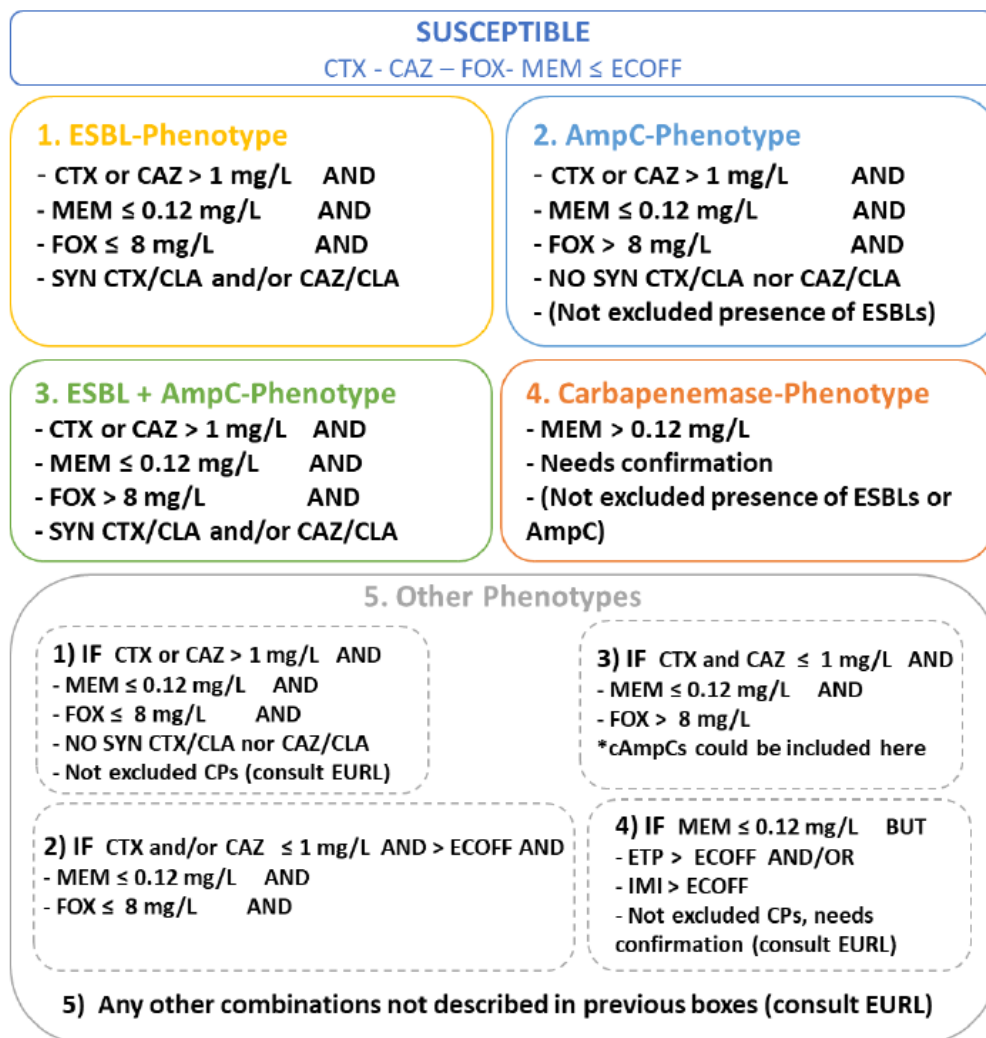 SUSCEPTIBLE
CTX - CAZ – FOX- MEM ≤ ECOFF
1. ESBL-Phenotype
- CTX or CAZ > 1 mg/L AND
- MEM ≤ 0.12 mg/L AND
- FOX ≤ 8 mg/L AND
- SYN CTX/CLA and/or CAZ/CLA
2. AmpC-Phenotype
- CTX or CAZ > 1 mg/L AND
- MEM ≤ 0.12 mg/L AND
- FOX > 8 mg/L AND
- NO SYN CTX/CLA nor CAZ/CLA
- (Not excluded presence of ESBLs)
3. ESBL + AmpC-Phenotype
- CTX or CAZ > 1 mg/L AND
- MEM ≤ 0.12 mg/L AND
- FOX > 8 mg/L AND
- SYN CTX/CLA and/or CAZ/CLA
4. Carbapenemase-Phenotype
- MEM > 0.12 mg/L
- Needs confirmation
- (Not excluded presence of ESBLs or
AmpC)
5. Other Phenotypes
1) IF CTX or CAZ > 1 mg/L AND
- MEM ≤ 0.12 mg/L AND
- FOX ≤ 8 mg/L AND
- NO SYN CTX/CLA nor CAZ/CLA
- Not excluded CPs (consult EURL)
2) IF CTX and/or CAZ ≤ 1 mg/L AND > ECOFF AND
- MEM ≤ 0.12 mg/L AND
- FOX ≤ 8 mg/L AND
3) IF CTX and CAZ ≤ 1 mg/L AND
- MEM ≤ 0.12 mg/L AND
- FOX > 8 mg/L
*cAmpCs could be included here
4) IF MEM ≤ 0.12 mg/L BUT
- ETP > ECOFF AND/OR
- IMI > ECOFF
- Not excluded CPs, needs
confirmation (consult EURL)
5) Any other combinations not described in previous boxes (consult EURL)